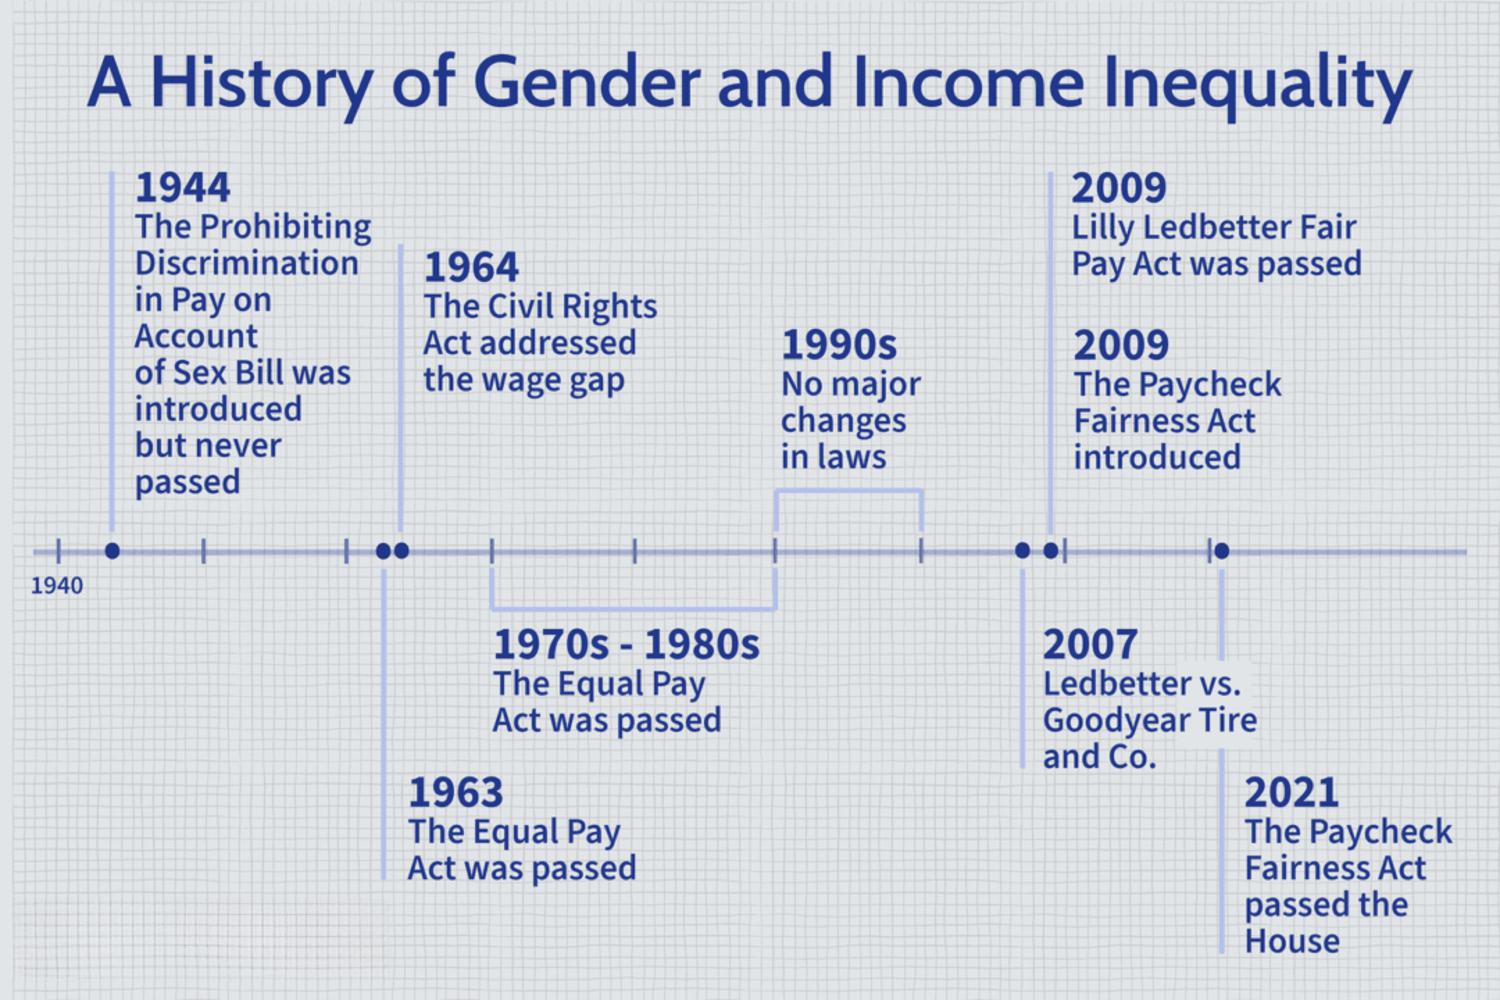 A History of Gender and Income Inequality
1944
The Prohibiting
Discrimination
in Pay on
Account
of Sex Bill was
introduced
but never
passed
1964
The Civil Rights
Act addressed
the wage gap
1990s
No major
changes
in laws
2009
Lilly Ledbetter Fair
Pay Act was passed
2009
The Paycheck
Fairness Act
introduced
1940
1970s - 1980s
The Equal Pay
Act was passed
1963
The Equal Pay
Act was passed
2007
Ledbetter vs.
Goodyear Tire
and Co.
2021
The Paycheck
Fairness Act
passed the
House